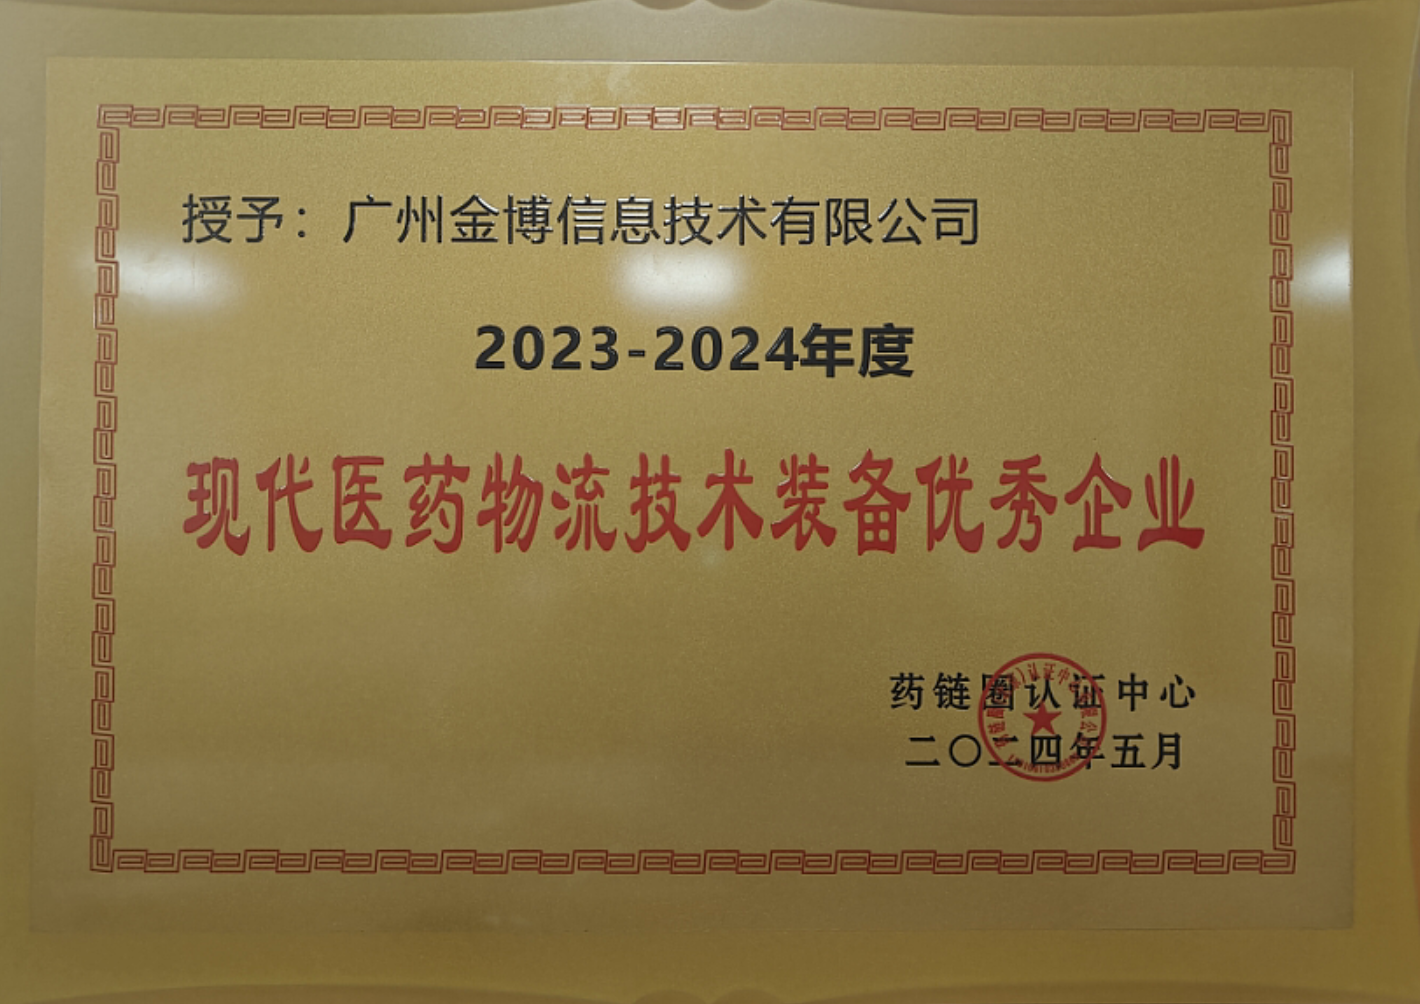 授予：广州金博信息技术有限公司
2023-2024年度
现代医药物流技术装备优秀企业
药链圈认证中心
二〇二四年五月